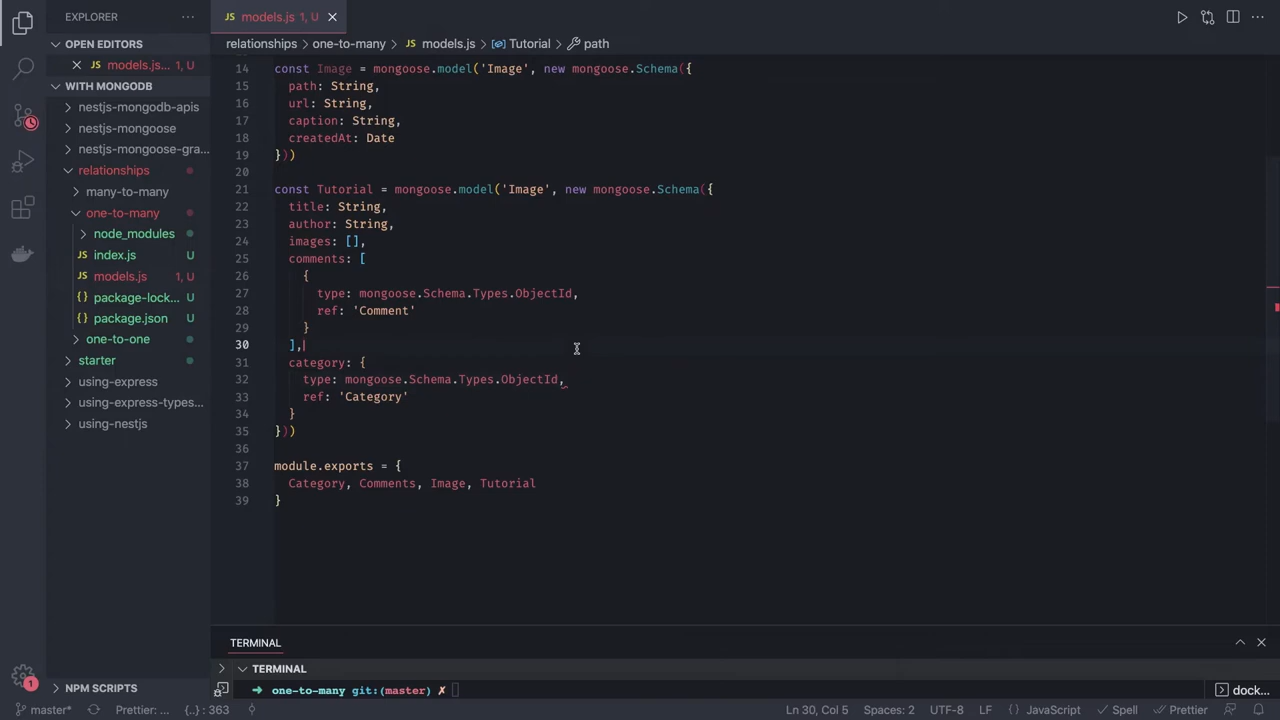 EXPLORER
OPEN EDITORS
models.js... 1, U
WITH MONGODB
nestjs-mongodb-apis
nestjs-mongoose
nestjs-mongoose-gra...
relationships
many-to-many
one-to-many
node_modules
JS index.js U
JS models.js 1, U
{} package-lock... U
{} package.json U
one-to-one
starter
using-express
using-express-types...
using-nestjs
NPM SCRIPTS
JS models.js 1, U
relationships > one-to-many > JS models.js > Tutorial > path
14 const Image = mongoose.model('Image', new mongoose.Schema({
15 path: String,
16 url: String,
17 caption: String,
18 createdAt: Date
19 }))
20
21 const Tutorial = mongoose.model('Image', new mongoose.Schema({
22 title: String,
23 author: String,
24 images: [],
25 comments: [
26 {
27 type: mongoose.Schema.Types.ObjectId,
28 ref: 'Comment'
29 }
30 ],
31 category: {
32 type: mongoose.Schema.Types.ObjectId,
33 ref: 'Category'
34 }
35 }))
36
37 module.exports = {
38 Category, Comments, Image, Tutorial
39 }
TERMINAL
TERMINAL
one-to-many git:(master) ✗
dock...
1
master* Prettier: ... {..} : 363 Ln 30, Col 5 Spaces: 2 UTF-8 LF {} JavaScript Spell Prettier